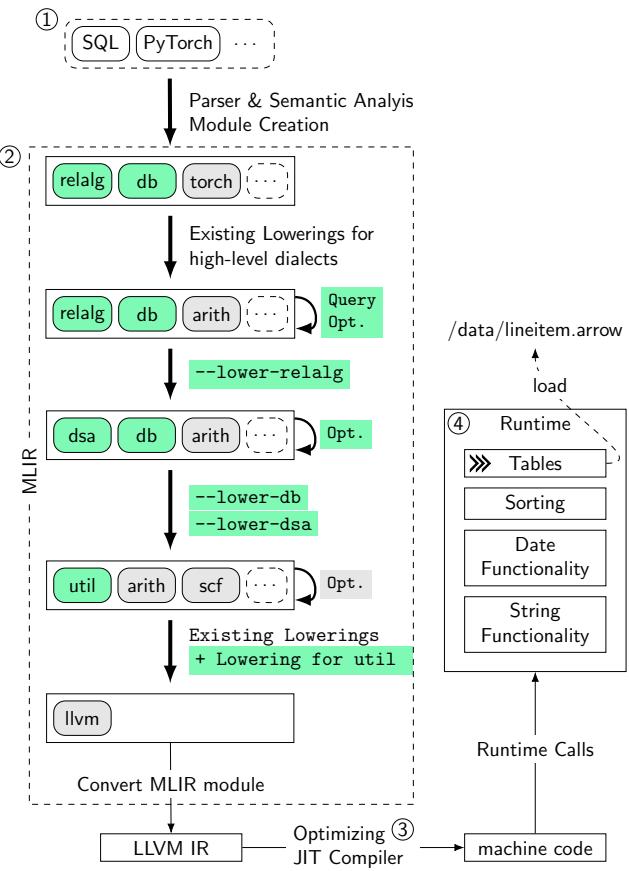 ①
SQL PyTorch ...
Parser & Semantic Analyis
Module Creation
②
relalg db torch ...
Existing Lowerings for
high-level dialects
relalg db arith ...
Query
Opt.
--lower-relalg
dsa db arith ...
Opt.
MLIR
--lower-db
--lower-dsa
util arith scf ...
Opt.
Existing Lowerings
+ Lowering for util
llvm
Convert MLIR module
LLVM IR
Optimizing ③
JIT Compiler
machine code
Runtime Calls
④ Runtime
Tables
Sorting
Date
Functionality
String
Functionality
load
/data/lineitem.arrow